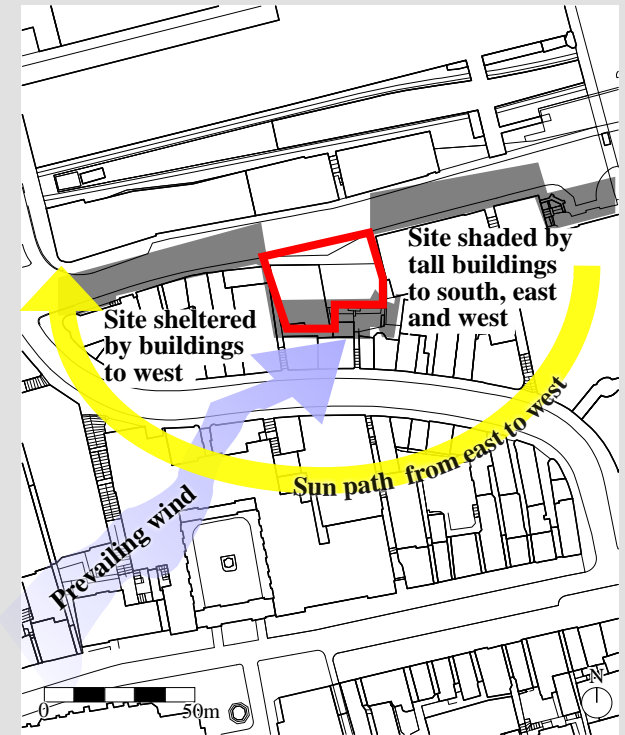 Site shaded by
tall buildings
to south, east
and west
Site sheltered
by buildings
to west
Sun path from east to west
Prevailing wind
0 50m
N